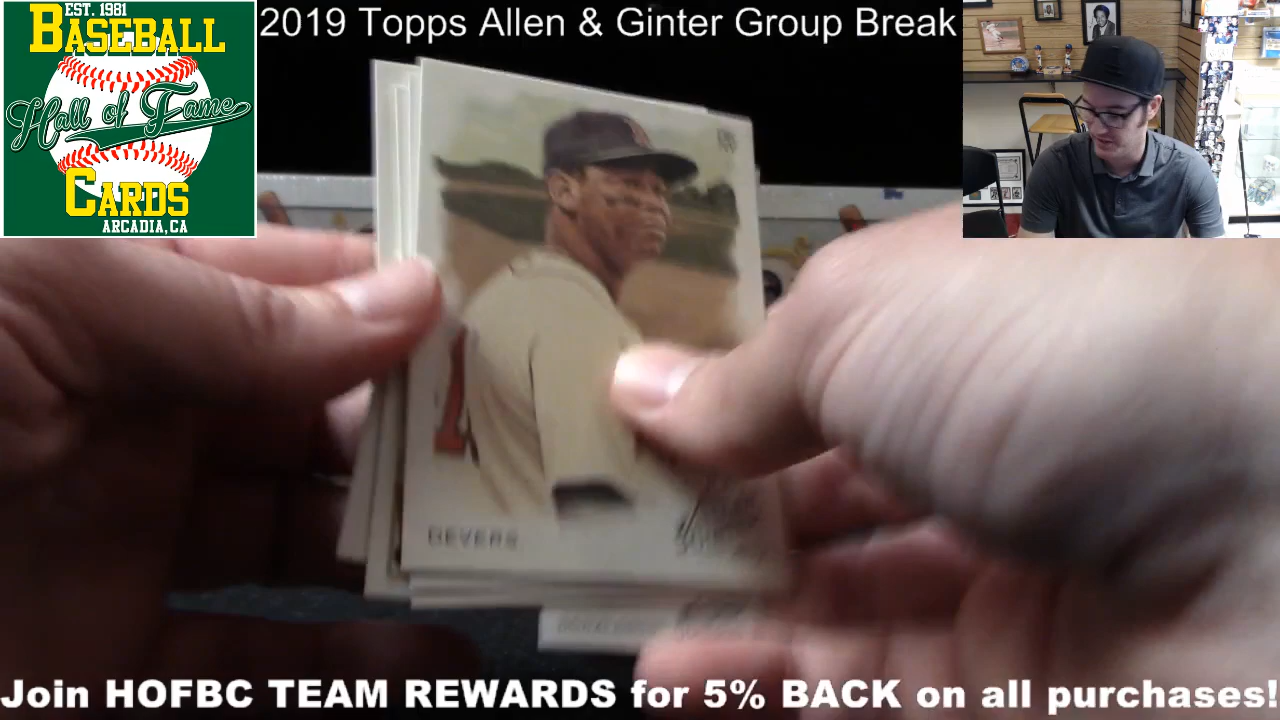 EST. 1981
BASEBALL
Hall of Fame
CARDS
ARCADIA, CA
2019 Topps Allen & Ginter Group Break
DEVERS
Join HOFBC TEAM REWARDS for 5% BACK on all purchases!